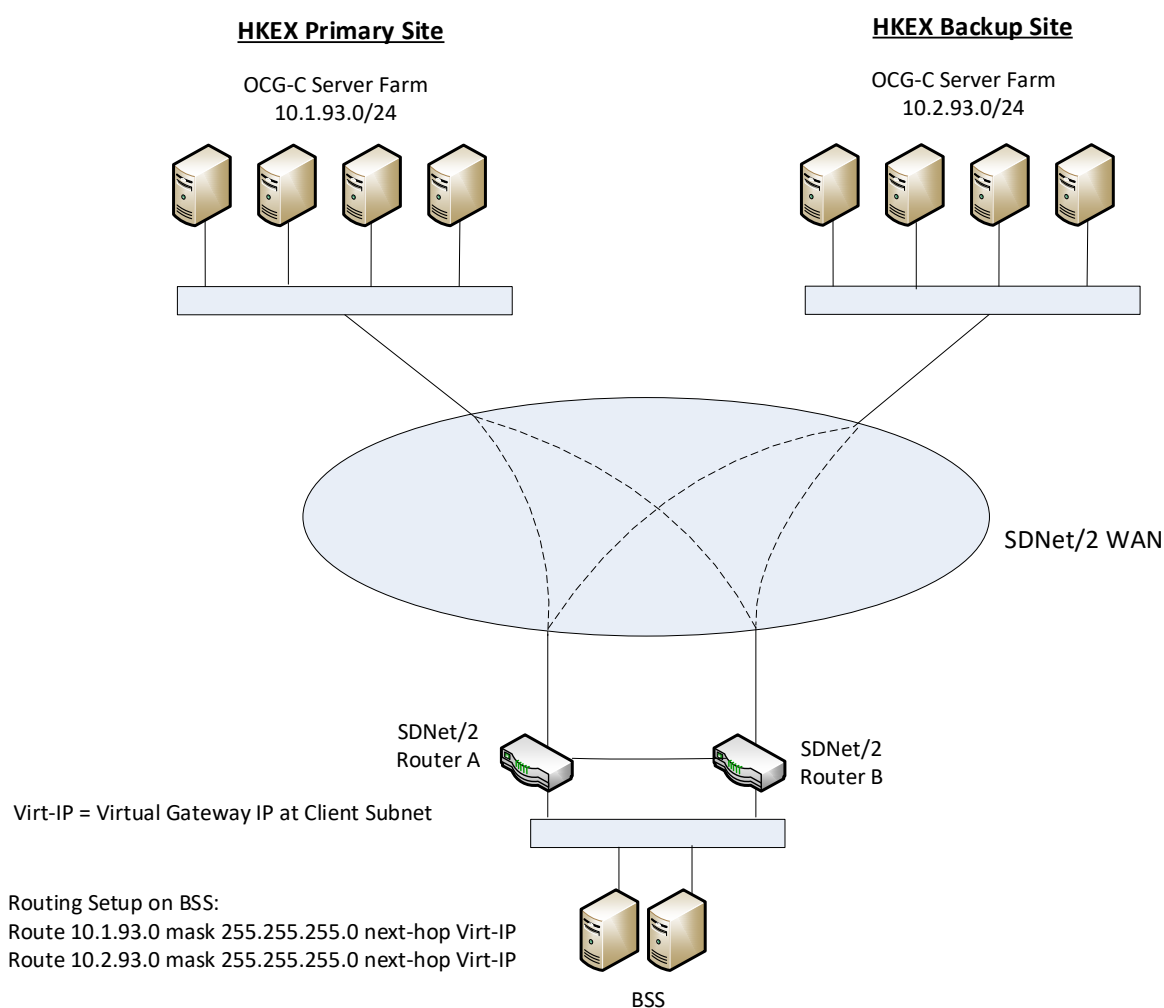 HKEX Primary Site
OCG-C Server Farm
10.1.93.0/24
HKEX Backup Site
OCG-C Server Farm
10.2.93.0/24
SDNet/2 WAN
SDNet/2
Router A
SDNet/2
Router B
Virt-IP = Virtual Gateway IP at Client Subnet
Routing Setup on BSS:
Route 10.1.93.0 mask 255.255.255.0 next-hop Virt-IP
Route 10.2.93.0 mask 255.255.255.0 next-hop Virt-IP
BSS